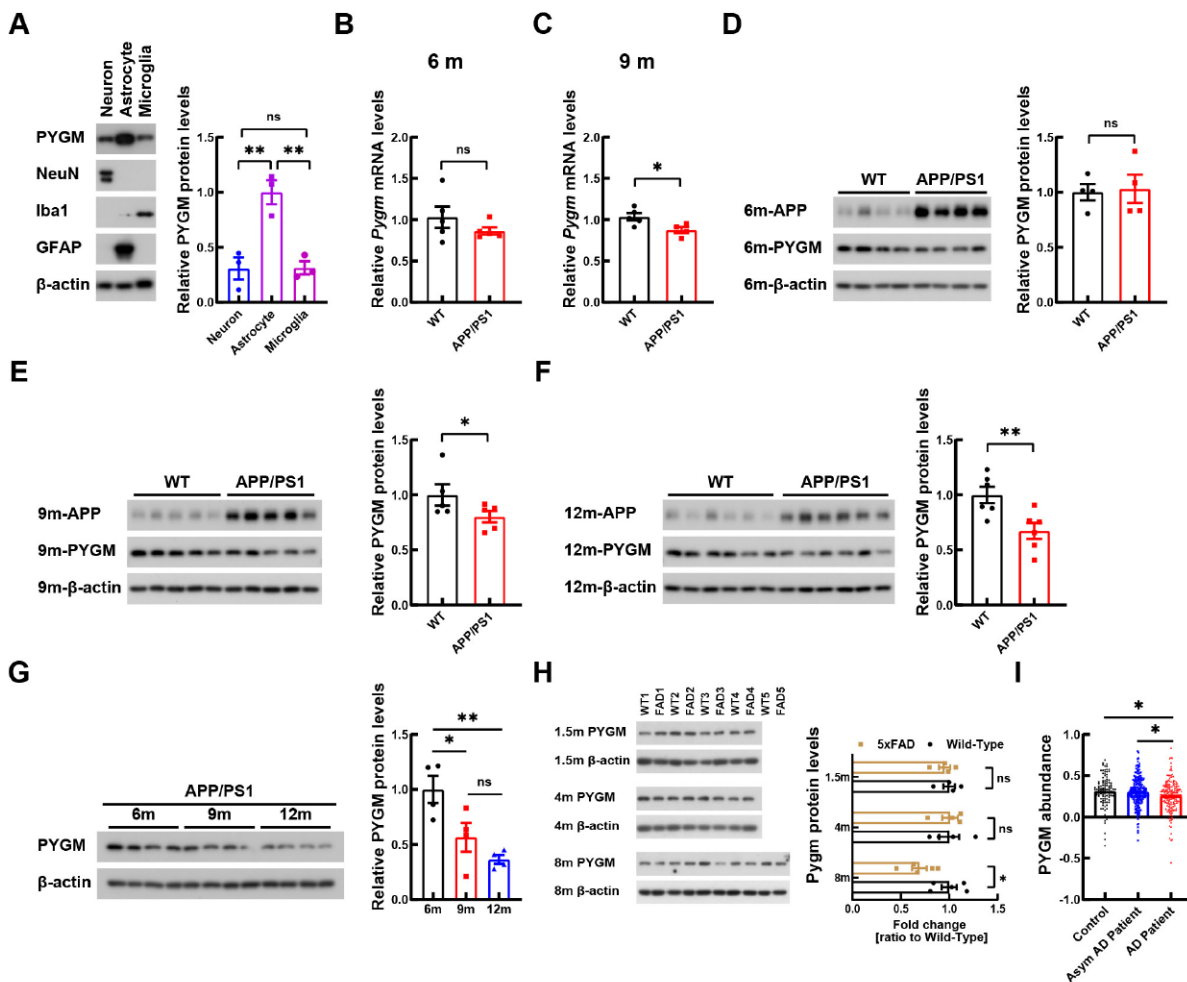 A
Neuron
Astrocyte
Microglia
PYGM
NeuN
Iba1
GFAP
β-actin
Relative PYGM protein levels
1.5
1.0
0.5
0.0
ns
** **
Neuron
Astrocyte
Microglia
B
6 m
Relative Pygm mRNA levels
2.0
1.5
1.0
0.5
0.0
ns
WT
APP/PS1
C
9 m
Relative Pygm mRNA levels
2.0
1.5
1.0
0.5
0.0
*
WT
APP/PS1
D
WT APP/PS1
6m-APP
6m-PYGM
6m-β-actin
Relative PYGM protein levels
1.5
1.0
0.5
0.0
ns
WT
APP/PS1
E
WT APP/PS1
9m-APP
9m-PYGM
9m-β-actin
Relative PYGM protein levels
1.5
1.0
0.5
0.0
*
WT
APP/PS1
F
WT APP/PS1
12m-APP
12m-PYGM
12m-β-actin
Relative PYGM protein levels
1.5
1.0
0.5
0.0
**
WT
APP/PS1
G
APP/PS1
6m 9m 12m
PYGM
β-actin
Relative PYGM protein levels
1.5
1.0
0.5
0.0
**
*
ns
6m 9m 12m
H
WT1
FAD1
WT2
FAD2
WT3
FAD3
WT4
FAD4
WT5
FAD5
1.5m PYGM
1.5m β-actin
4m PYGM
4m β-actin
8m PYGM
8m β-actin
Pygm protein levels
5xFAD Wild-Type
1.5m
ns
4m
ns
8m
*
0.0 0.5 1.0 1.5
Fold change
[ratio to Wild-Type]
I
PYGM abundance
1.0
0.5
0.0
-0.5
-1.0
*
*
Control
Asym AD Patient
AD Patient